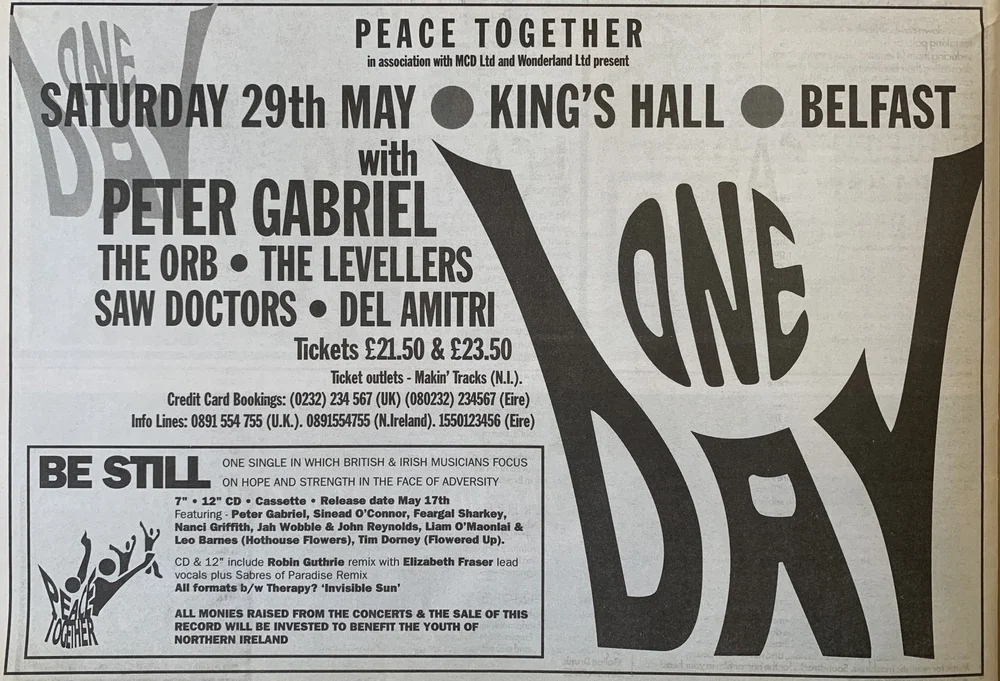 PEACE TOGETHER
in association with MCD Ltd and Wonderland Ltd present
ONE
DAY
SATURDAY 29th MAY ● KING'S HALL ● BELFAST
with
PETER GABRIEL
THE ORB • THE LEVELLERS
SAW DOCTORS • DEL AMITRI
Tickets £21.50 & £23.50
Ticket outlets - Makin' Tracks (N.I.).
Credit Card Bookings: (0232) 234 567 (UK) (080232) 234567 (Eire)
Info Lines: 0891 554 755 (U.K.). 0891554755 (N.Ireland). 1550123456 (Eire)
ONE
DAY
BE STILL
ONE SINGLE IN WHICH BRITISH & IRISH MUSICIANS FOCUS
ON HOPE AND STRENGTH IN THE FACE OF ADVERSITY
7" • 12" CD • Cassette • Release date May 17th
Featuring - Peter Gabriel, Sinead O'Connor, Feargal Sharkey,
Nanci Griffith, Jah Wobble & John Reynolds, Liam O'Maonlai &
Leo Barnes (Hothouse Flowers), Tim Dorney (Flowered Up).
CD & 12" include Robin Guthrie remix with Elizabeth Fraser lead
vocals plus Sabres of Paradise Remix
All formats b/w Therapy? 'Invisible Sun'
ALL MONIES RAISED FROM THE CONCERTS & THE SALE OF THIS
RECORD WILL BE INVESTED TO BENEFIT THE YOUTH OF
NORTHERN IRELAND
PEACE
TOGETHER